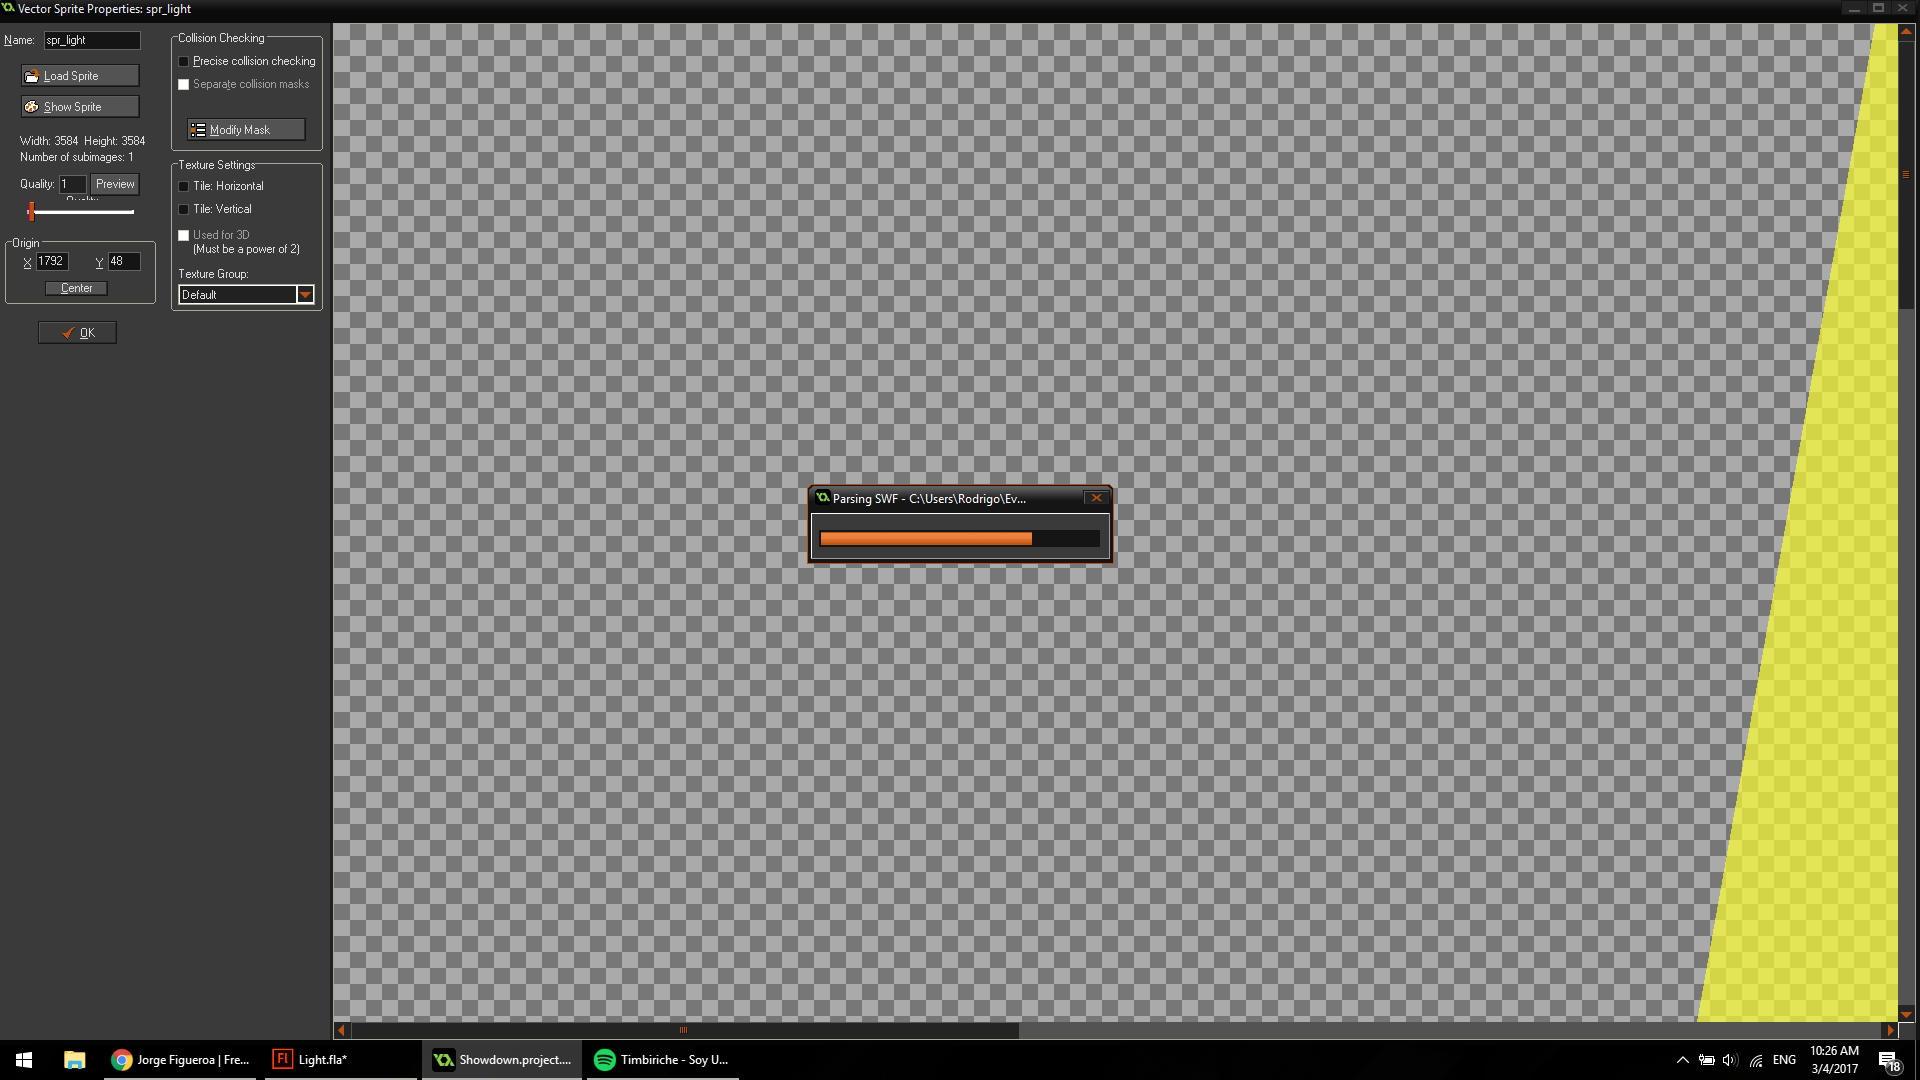 Vector Sprite Properties: spr_light
Name: spr_light
Load Sprite
Show Sprite
Width: 3584 Height: 3584
Number of subimages: 1
Quality: 1 Preview
Quality
Origin
X 1792 Y 48
Center
OK
Collision Checking
Precise collision checking
Separate collision masks
Modify Mask
Texture Settings
Tile: Horizontal
Tile: Vertical
Used for 3D
(Must be a power of 2)
Texture Group:
Default
Parsing SWF - C:\Users\Rodrigo\Ev...
Jorge Figueroa | Fre...
Fl Light.fla*
Showdown.project....
Timbiriche - Soy U...
ENG
10:26 AM
3/4/2017
18